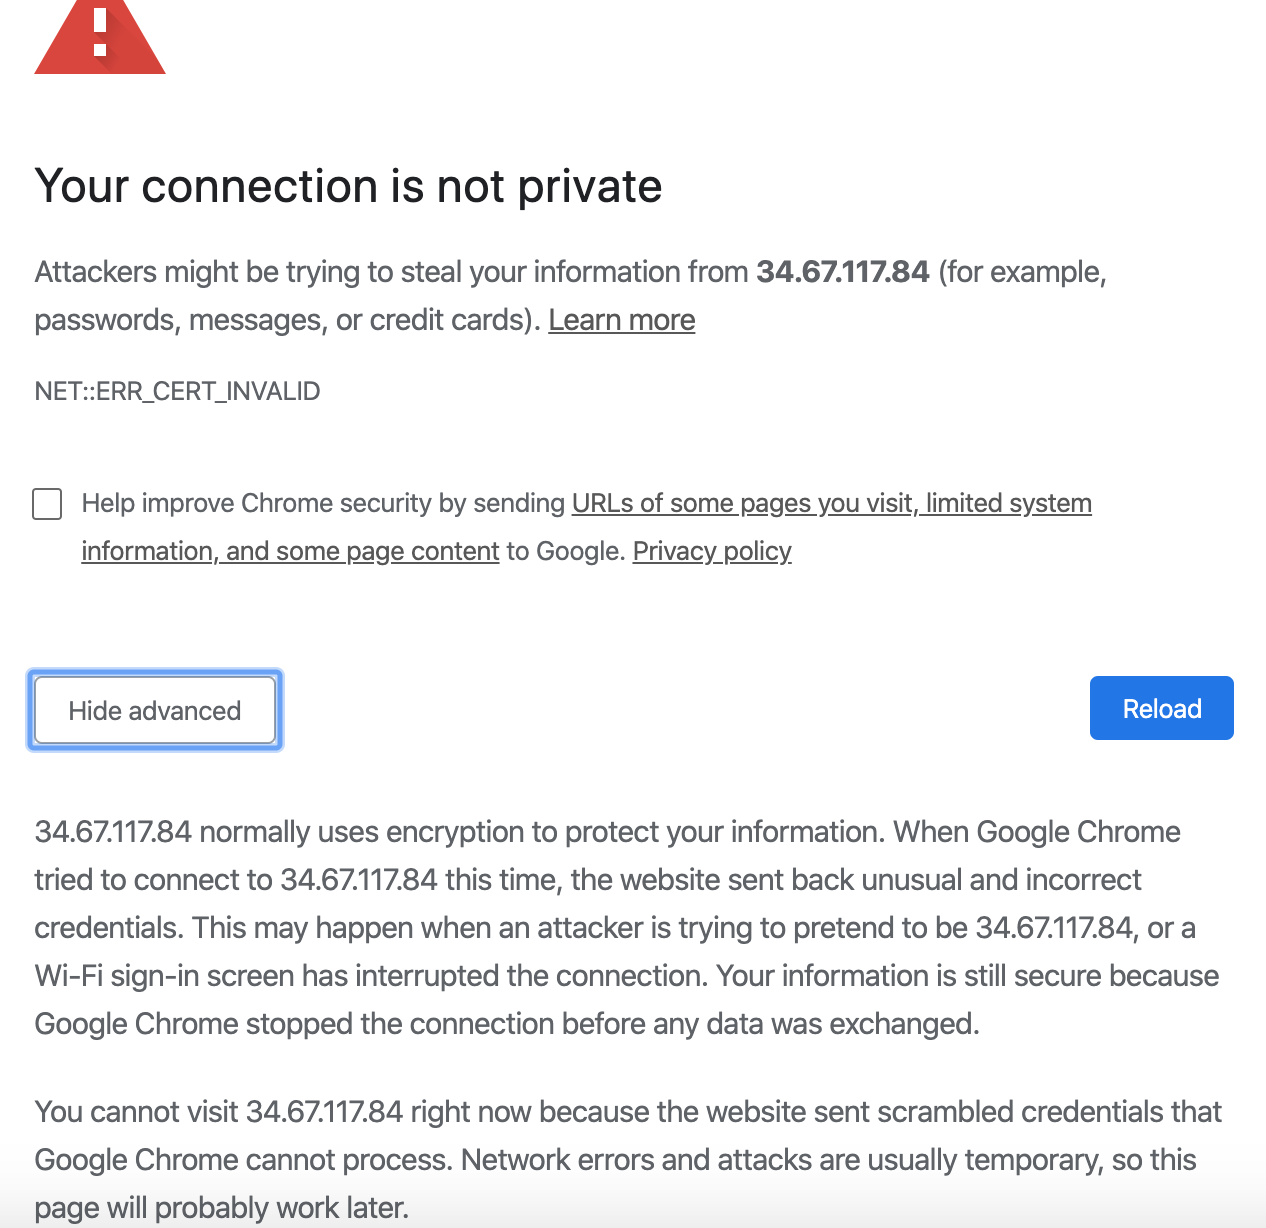 Your connection is not private
Attackers might be trying to steal your information from 34.67.117.84 (for example,
passwords, messages, or credit cards). Learn more
NET::ERR_CERT_INVALID
Help improve Chrome security by sending URLs of some pages you visit, limited system
information, and some page content to Google. Privacy policy
Hide advanced
Reload
34.67.117.84 normally uses encryption to protect your information. When Google Chrome
tried to connect to 34.67.117.84 this time, the website sent back unusual and incorrect
credentials. This may happen when an attacker is trying to pretend to be 34.67.117.84, or a
Wi-Fi sign-in screen has interrupted the connection. Your information is still secure because
Google Chrome stopped the connection before any data was exchanged.
You cannot visit 34.67.117.84 right now because the website sent scrambled credentials that
Google Chrome cannot process. Network errors and attacks are usually temporary, so this
page will probably work later.